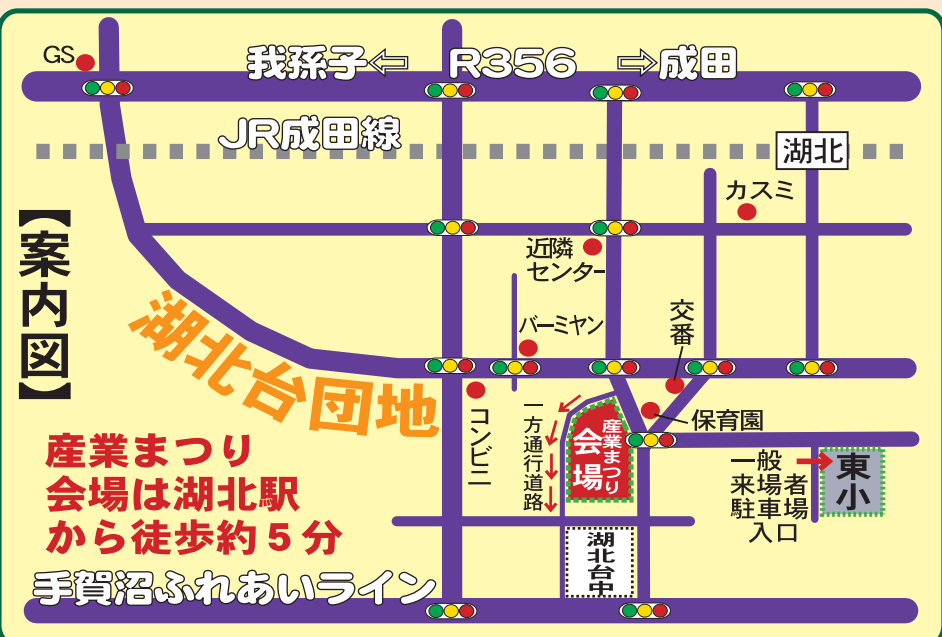 GS
我孫子⇦ R356 ⇨成田
JR成田線
湖北
カスミ
【案内図】
近隣
センター
交番
バーミヤン
湖北台団地
コンビニ
一方通行道路
産業まつり
会場
保育園
一般
来場者
駐車場
入口
東小
産業まつり
会場は湖北駅
から徒歩約5分
湖北台中
手賀沼ふれあいライン